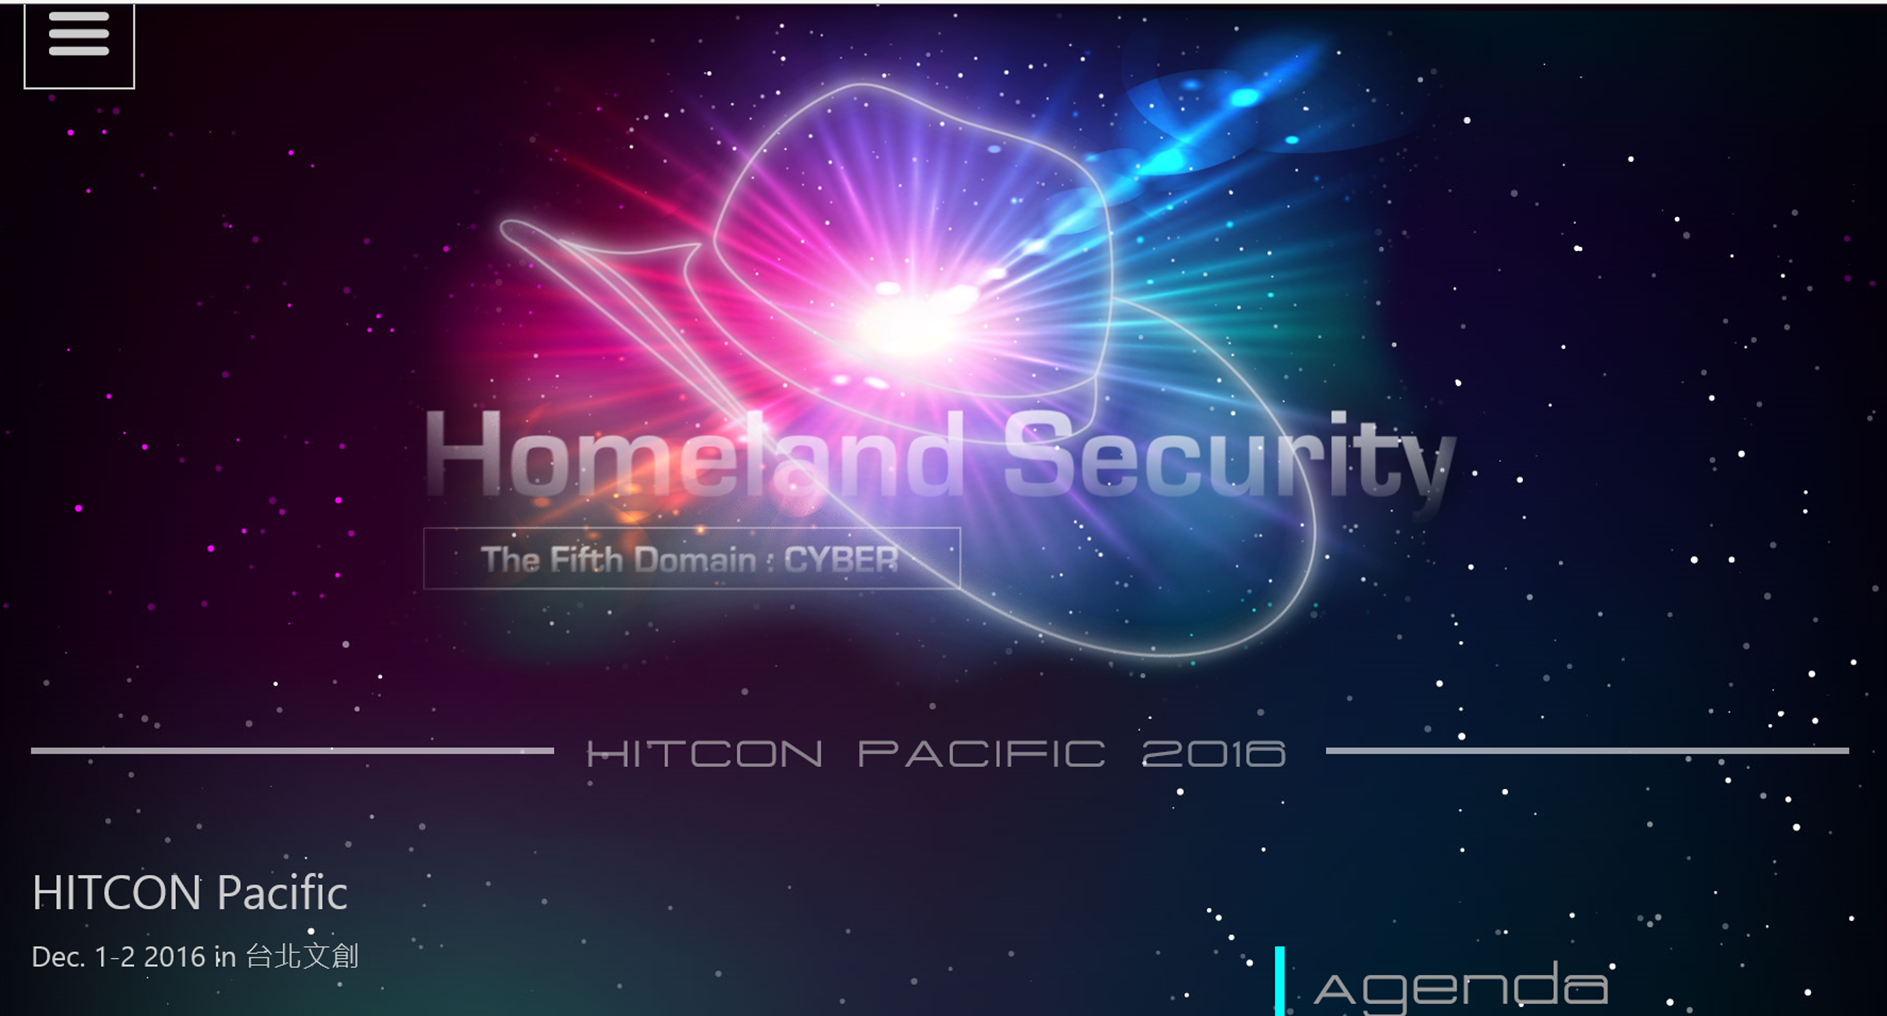 Homeland Security
The Fifth Domain : CYBER
HITCON PACIFIC 2016
HITCON Pacific
Dec. 1-2 2016 in 台北文創
Agenda